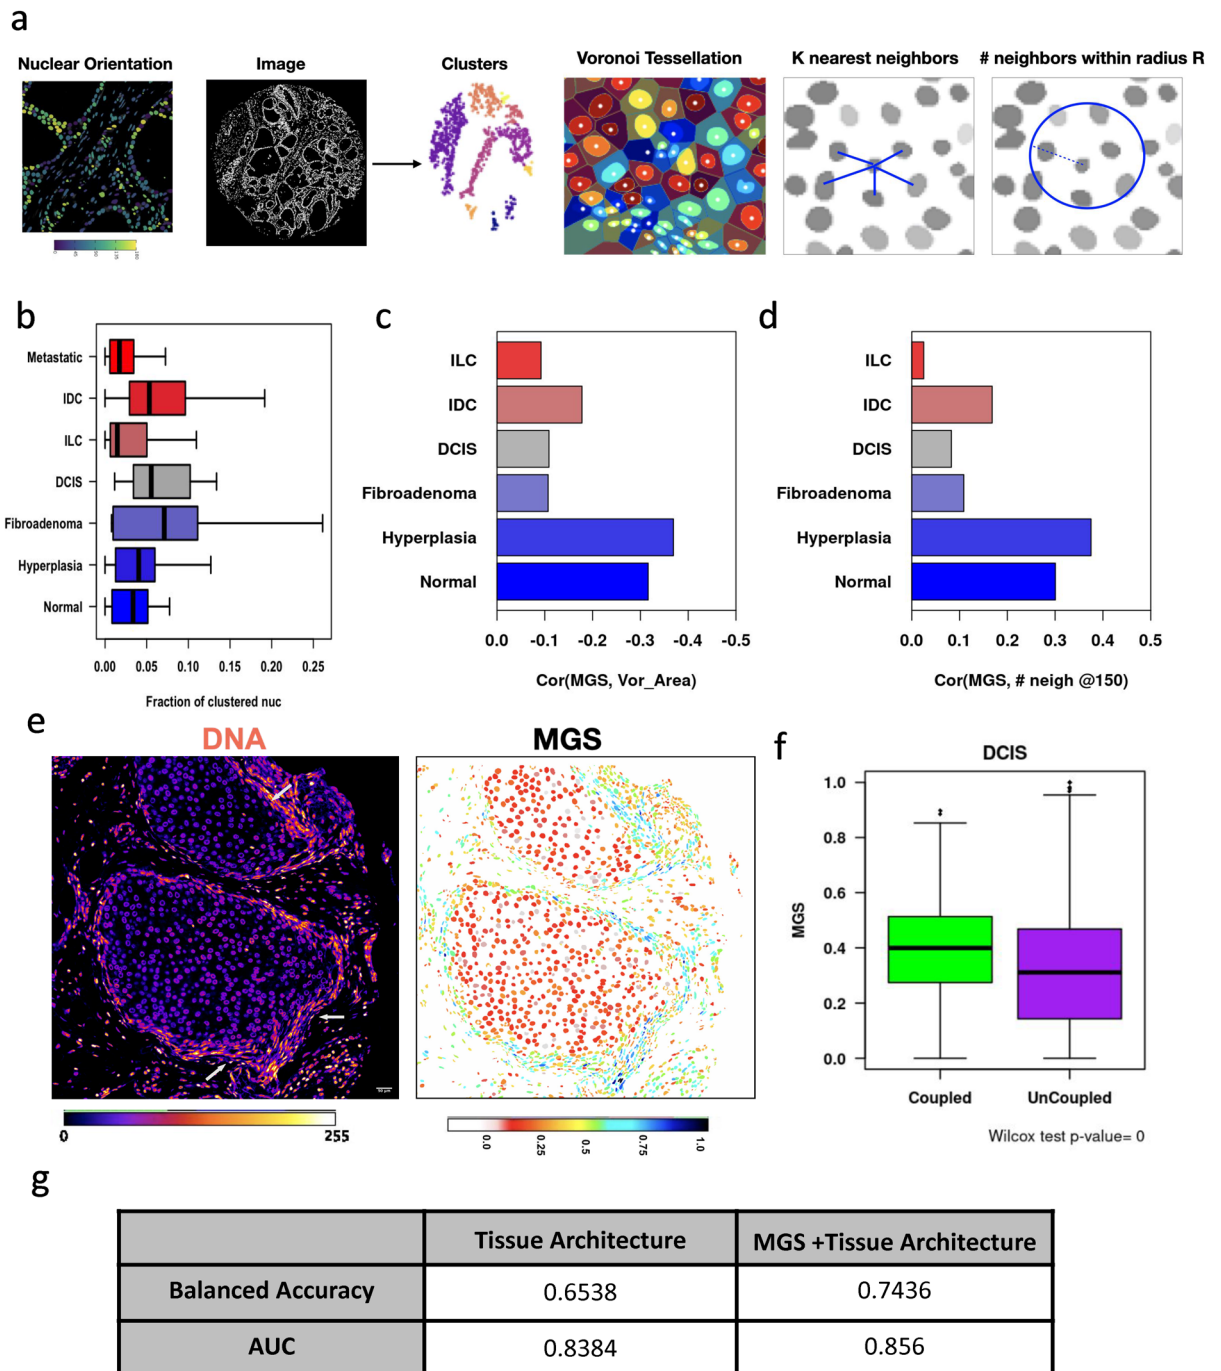 a
Nuclear Orientation
Image
Clusters
Voronoi Tessellation
K nearest neighbors
# neighbors within radius R
0 45 90 135 180
b
Metastatic
IDC
ILC
DCIS
Fibroadenoma
Hyperplasia
Normal
0.00 0.05 0.10 0.15 0.20 0.25
Fraction of clustered nuc
c
ILC
IDC
DCIS
Fibroadenoma
Hyperplasia
Normal
0.0 -0.1 -0.2 -0.3 -0.4 -0.5
Cor(MGS, Vor_Area)
d
ILC
IDC
DCIS
Fibroadenoma
Hyperplasia
Normal
0.0 0.1 0.2 0.3 0.4 0.5
Cor(MGS, # neigh @150)
e
DNA
MGS
0 255
0.0 0.25 0.5 0.75 1.0
f
DCIS
MGS
1.0
0.8
0.6
0.4
0.2
0.0
Coupled UnCoupled
Wilcox test p-value= 0
g
Tissue Architecture MGS +Tissue Architecture
Balanced Accuracy 0.6538 0.7436
AUC 0.8384 0.856